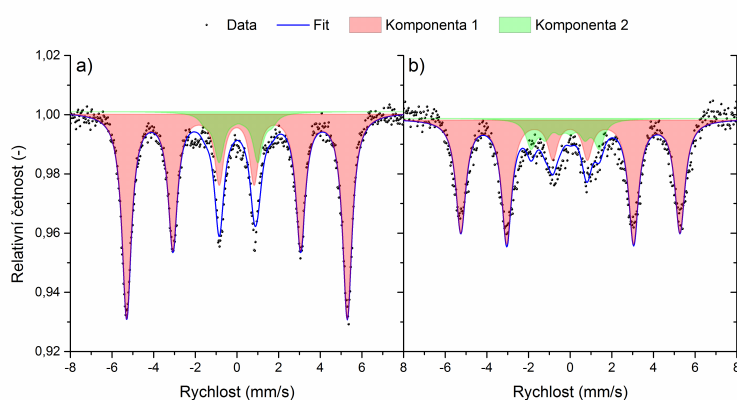 Data Fit Komponenta 1 Komponenta 2
a) b)
1,02
1,00
0,98
0,96
0,94
0,92
-8 -6 -4 -2 0 2 4 6 -8 -6 -4 -2 0 2 4 6 8
Relativní četnost (-)
Rychlost (mm/s) Rychlost (mm/s)